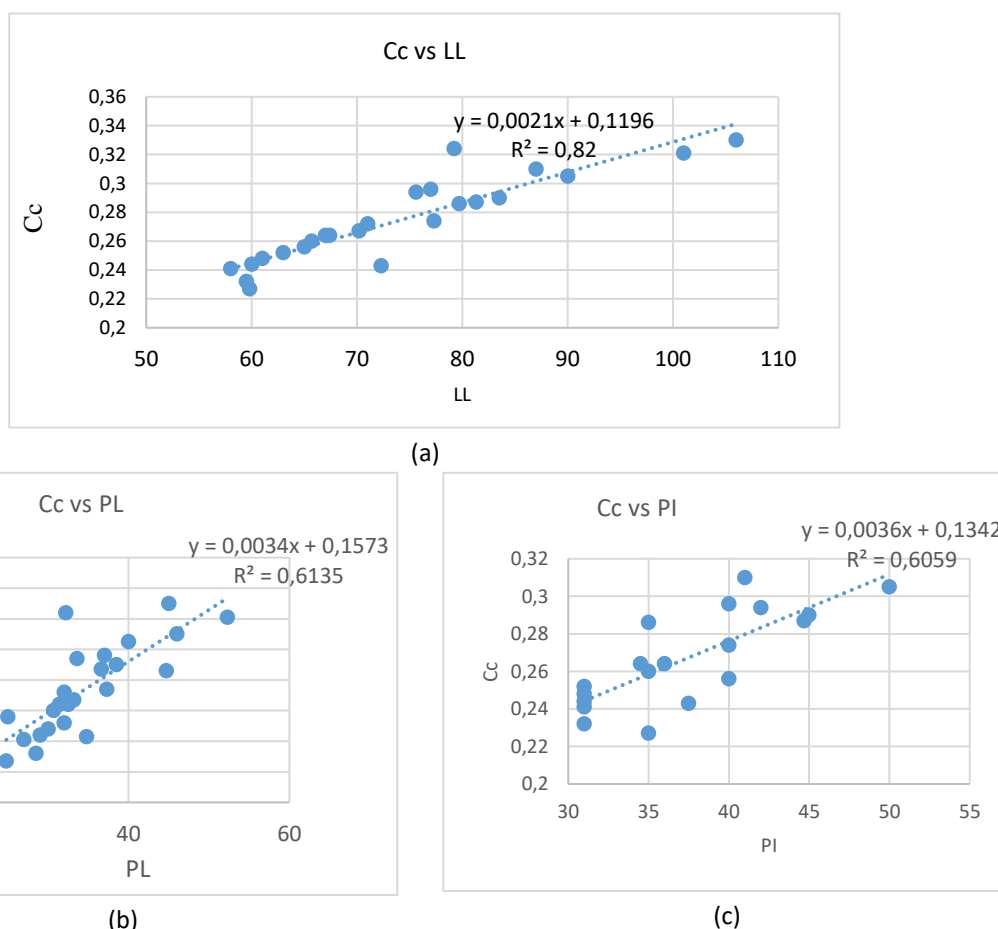 Cc vs LL
y = 0,0021x + 0,1196
R² = 0,82
0,36
0,34
0,32
0,3
0,28
0,26
0,24
0,22
0,2
Cc
50 60 70 80 90 100 110
LL
(a)
Cc vs PL
y = 0,0034x + 0,1573
R² = 0,6135
40 60
PL
(b)
Cc vs PI
y = 0,0036x + 0,1342
R² = 0,6059
0,32
0,3
0,28
0,26
0,24
0,22
0,2
Cc
30 35 40 45 50 55
PI
(c)